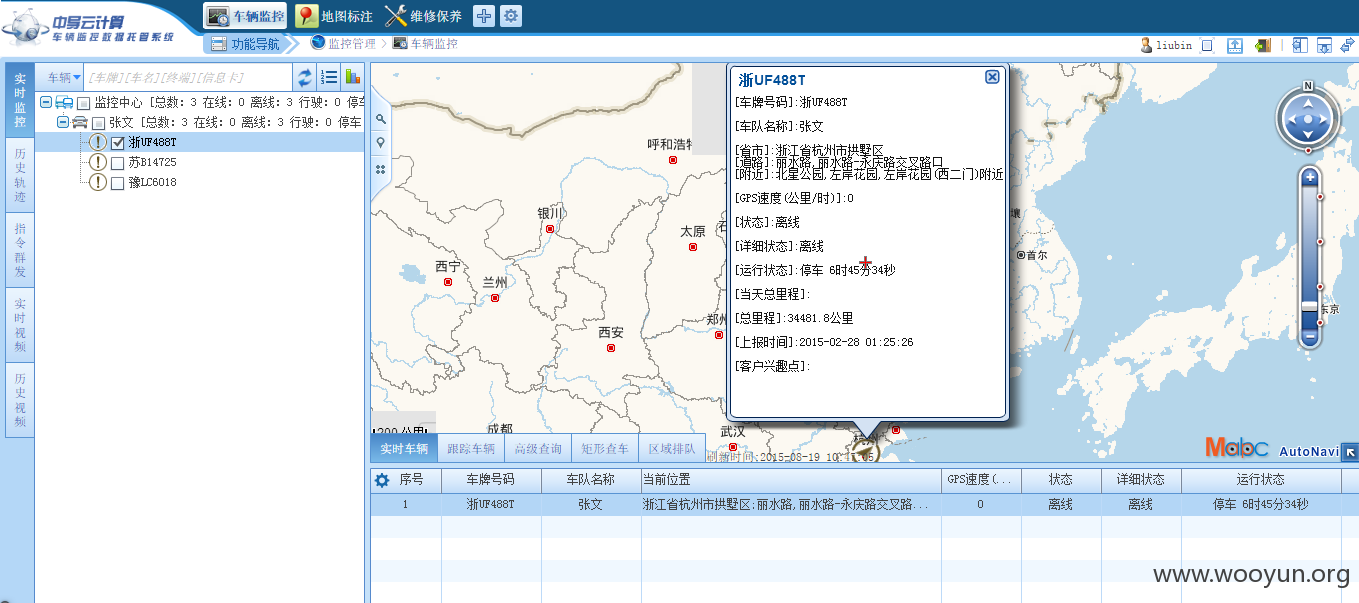 中导云计算
车辆监控数据托管系统
车辆监控
地图标注
维修保养
功能导航
监控管理
车辆监控
liubin
实时监控
历史轨迹
指令群发
实时视频
历史视频
车辆
[车牌][车名][终端][信息卡]
监控中心 [总数: 3 在线: 0 离线: 3 行驶: 0 停车
张文 [总数: 3 在线: 0 离线: 3 行驶: 0 停车
浙UF488T
苏B14725
豫LC6018
呼和浩特
银川
太原
石
西宁
兰州
西安
郑州
成都
武汉
杭州
首尔
东京
壤
N
200 公里
浙UF488T
[车牌号码]:浙UF488T
[车队名称]:张文
[省市]:浙江省杭州市拱墅区
[道路]:丽水路,丽水路-永庆路交叉路口
[附近]:北星公园,左岸花园,左岸花园(西二门)附近
[GPS速度(公里/时)]:0
[状态]:离线
[详细状态]:离线
[运行状态]:停车 6时45分34秒
[当天总里程]:
[总里程]:34481.8公里
[上报时间]:2015-02-28 01:25:26
[客户兴趣点]:
实时车辆
跟踪车辆
高级查询
矩形查车
区域排队
Mabc
AutoNavi
序号 车牌号码 车队名称 当前位置 GPS速度(... 状态 详细状态 运行状态
1 浙UF488T 张文 浙江省杭州市拱墅区;丽水路,丽水路-永庆路交叉路... 0 离线 离线 停车 6时45分34秒
www.wooyun.org